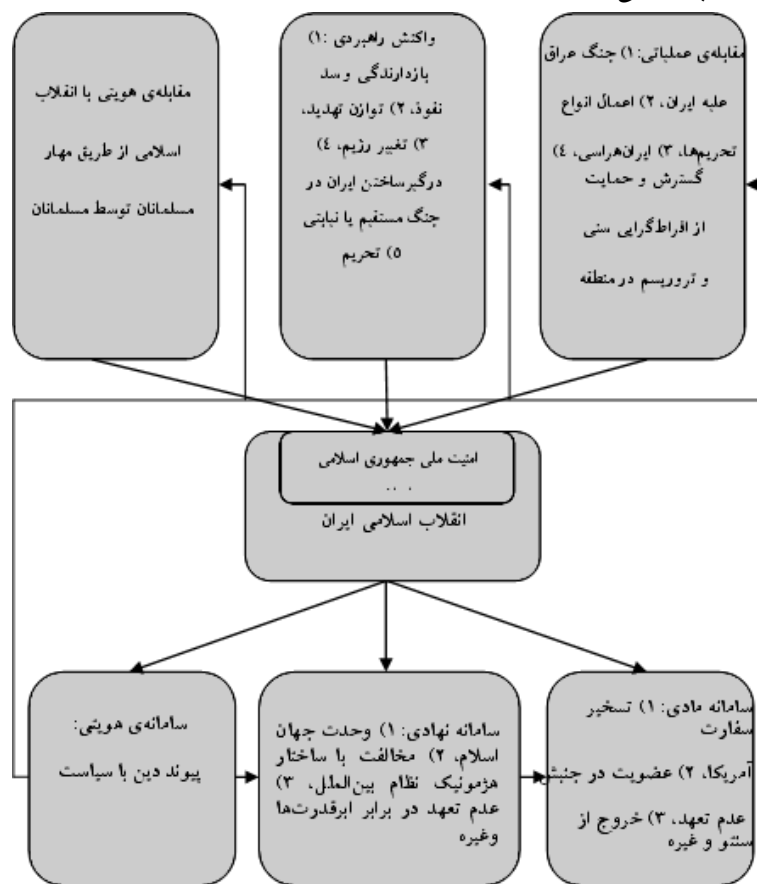 مقابله‌ی عملیاتی: ۱) جنگ عراق
علیه ایران، ۲) اعمال انواع
تحریم‌ها، ۳) ایران‌هراسی، ٤)
گسترش و حمایت
از افراط‌گرایی سنی
و تروریسم در منطقه
واکنش راهبردی :۱)
بازدارندگی و سد
نفوذ، ۲) توازن تهدید،
۳) تغییر رژیم، ٤)
درگیرساختن ایران در
جنگ مستقیم یا نیابتی
٥) تحریم
مقابله‌ی هویتی با انقلاب
اسلامی از طریق مهار
مسلمانان توسط مسلمانان
امنیت ملی جمهوری اسلامی
انقلاب اسلامی ایران
سامانه مادی: ۱) تسخیر
سفارت
آمریکا، ۲) عضویت در جنبش
عدم تعهد، ۳) خروج از
سنتو و غیره
سامانه نهادی: ۱) وحدت جهان
اسلام، ۲) مخالفت با ساختار
هژمونیک نظام بین‌الملل، ۳)
عدم تعهد در برابر ابرقدرت‌ها
وغیره
سامانه‌ی هویتی:
پیوند دین با سیاست